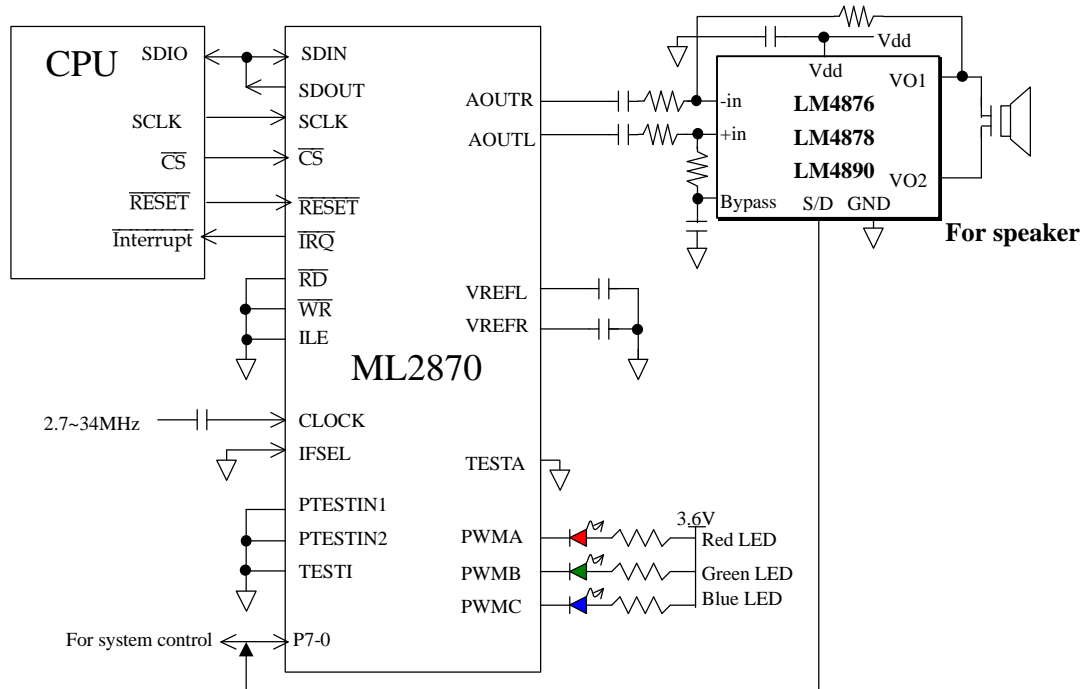 CPU
SDIO
SCLK
CS
RESET
Interrupt
ML2870
SDIN
SDOUT
SCLK
CS
RESET
IRQ
RD
WR
ILE
CLOCK
IFSEL
PTESTIN1
PTESTIN2
TESTI
P7-0
2.7~34MHz
For system control
AOUTR
AOUTL
VREFL
VREFR
TESTA
PWMA
PWMB
PWMC
3.6V
Red LED
Green LED
Blue LED
Vdd
Vdd
-in
+in
Bypass
LM4876
LM4878
LM4890
VO1
VO2
S/D
GND
For speaker